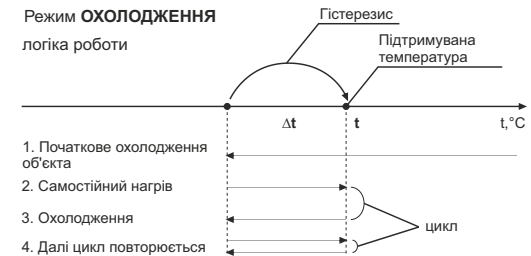 Режим ОХОЛОДЖЕННЯ
логіка роботи
Гістерезис
Підтримувана
температура
Δt
t
t,°C
1. Початкове охолодження
об'єкта
2. Самостійний нагрів
3. Охолодження
цикл
4. Далі цикл повторюється